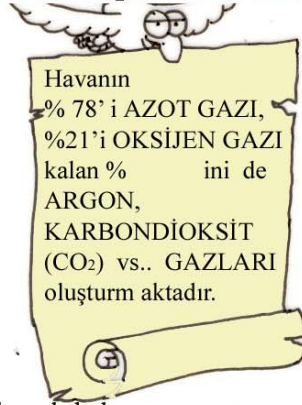 Havanın
% 78' i AZOT GAZI,
%21'i OKSİJEN GAZI
kalan % ini de
ARGON,
KARBONDİOKSİT
(CO₂) vs.. GAZLARI
oluşturm aktadır.